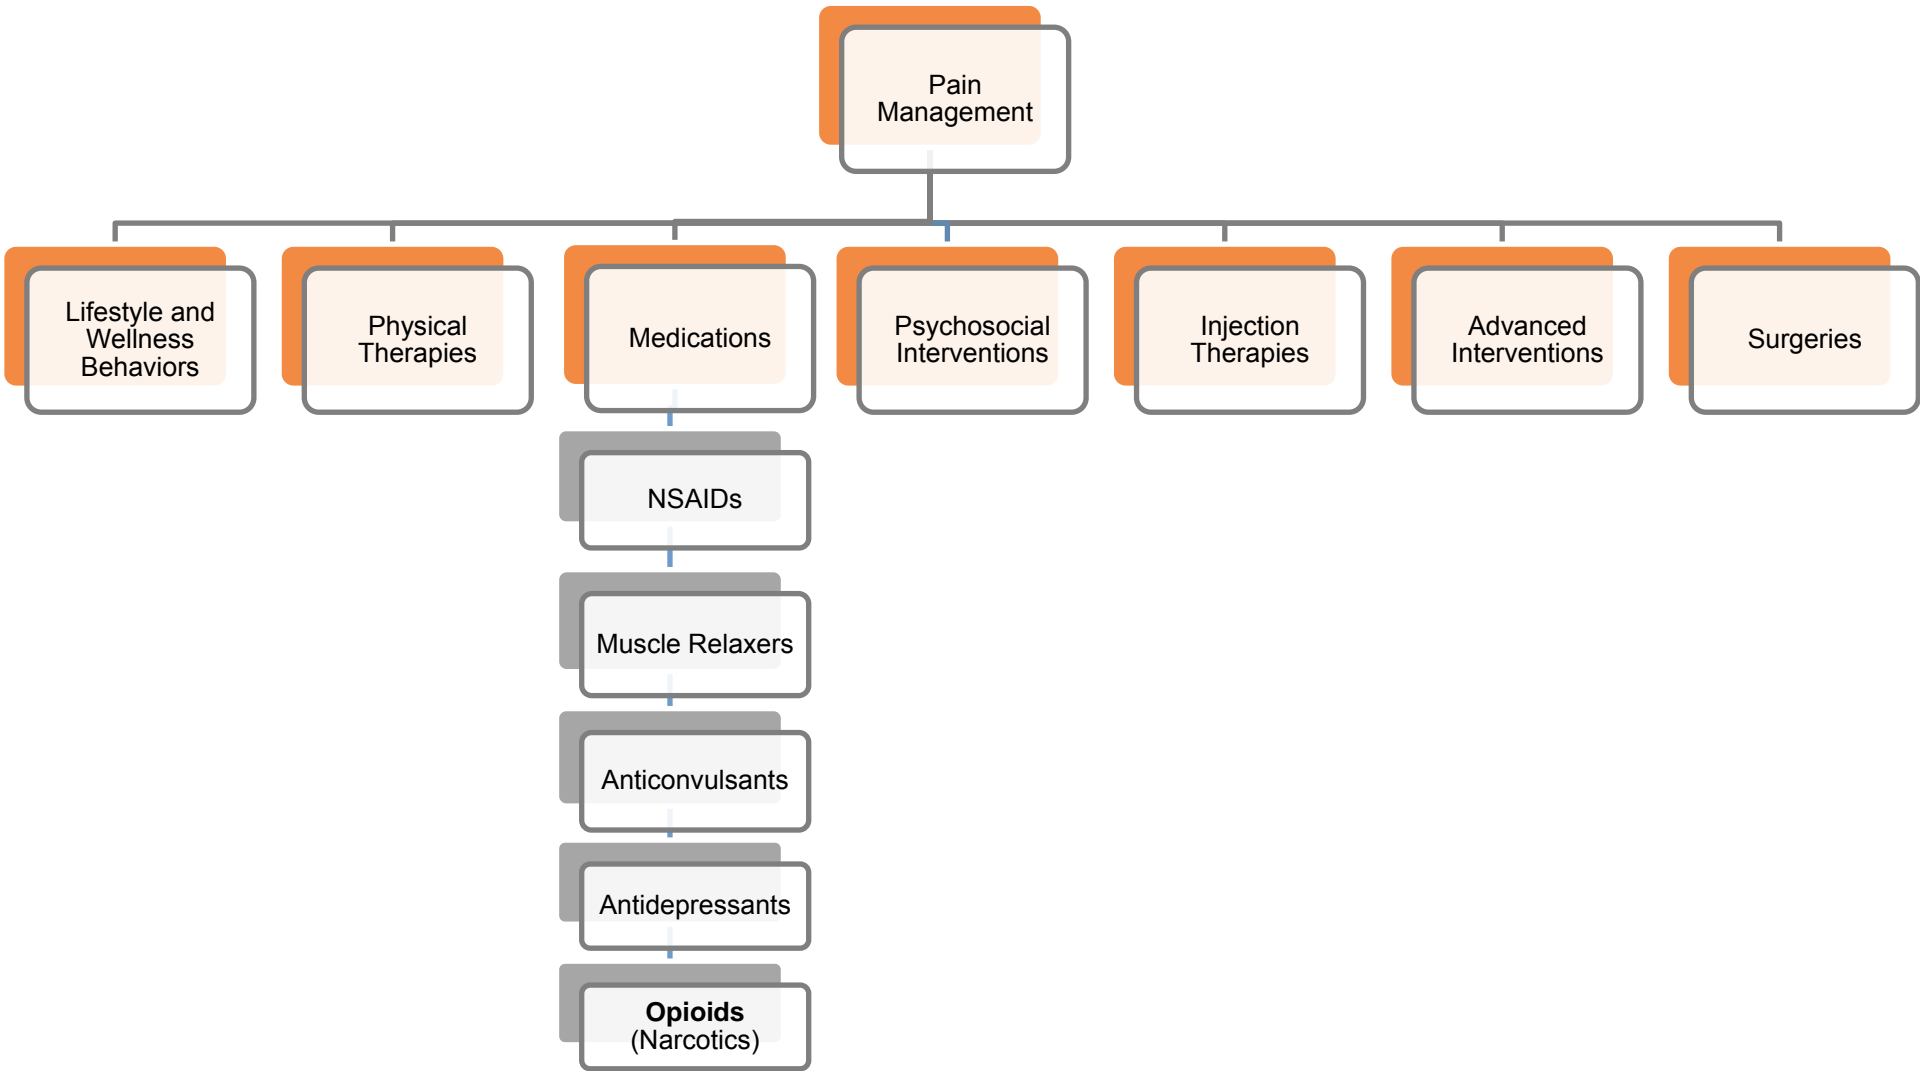 Pain
Management
Lifestyle and
Wellness
Behaviors
Physical
Therapies
Medications
Psychosocial
Interventions
Injection
Therapies
Advanced
Interventions
Surgeries
NSAIDs
Muscle Relaxers
Anticonvulsants
Antidepressants
Opioids
(Narcotics)